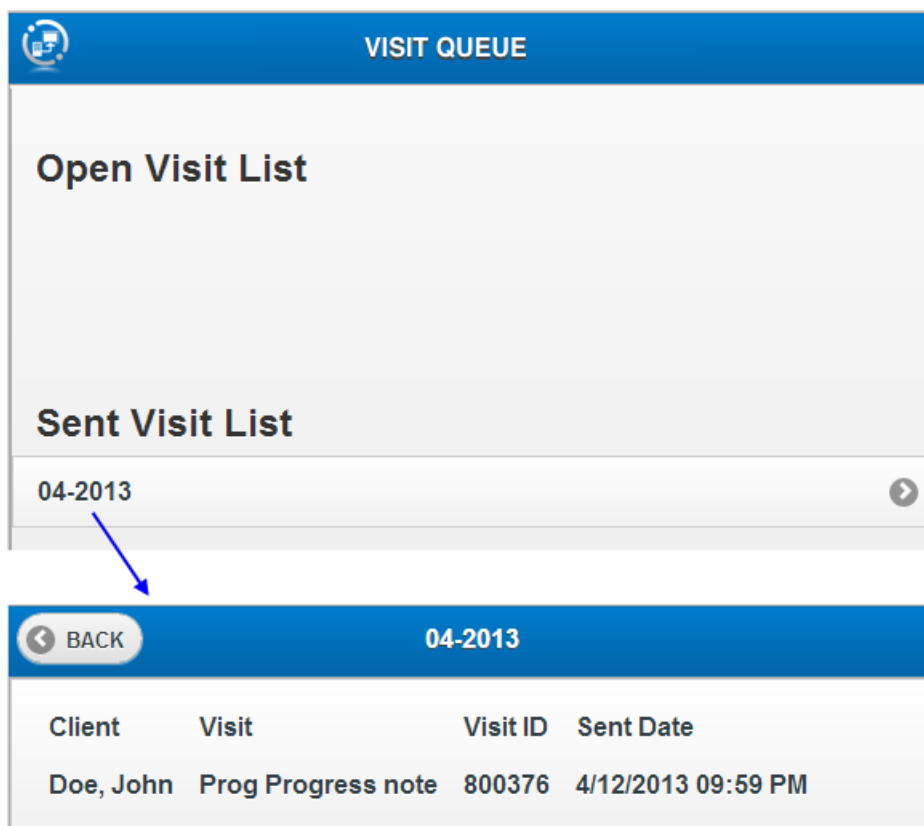 VISIT QUEUE
Open Visit List
Sent Visit List
04-2013
BACK 04-2013
Client Visit Visit ID Sent Date
Doe, John Prog Progress note 800376 4/12/2013 09:59 PM